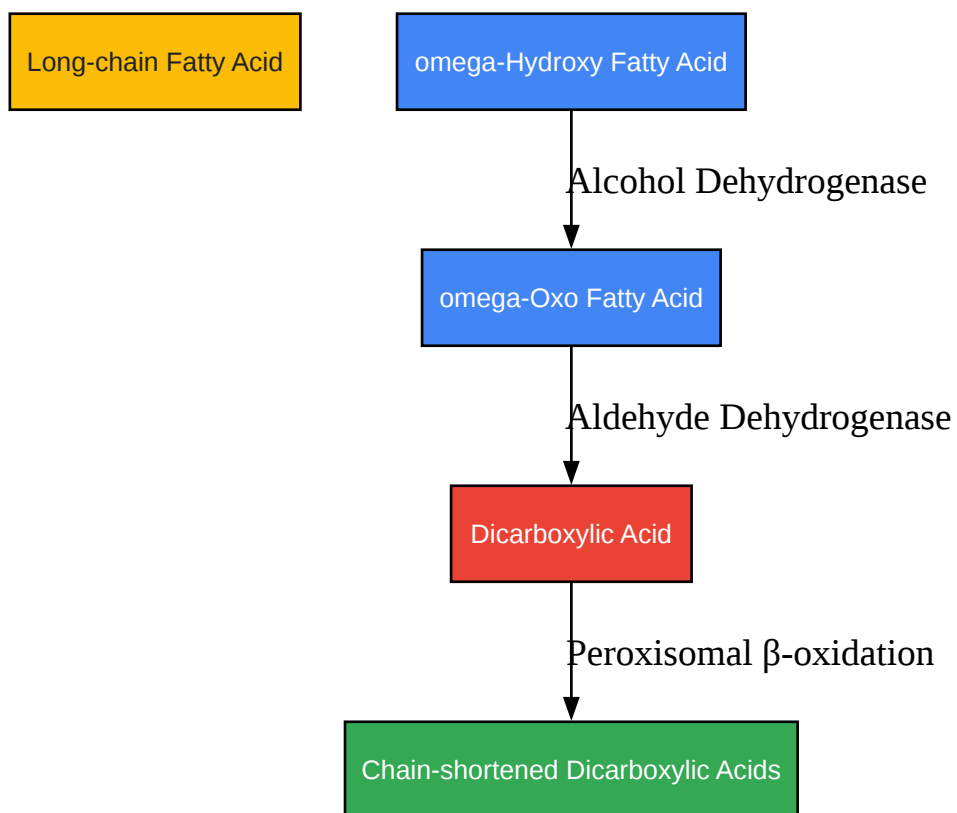 Long-chain Fatty Acid
omega-Hydroxy Fatty Acid
Alcohol Dehydrogenase
omega-Oxo Fatty Acid
Aldehyde Dehydrogenase
Dicarboxylic Acid
Peroxisomal β-oxidation
Chain-shortened Dicarboxylic Acids